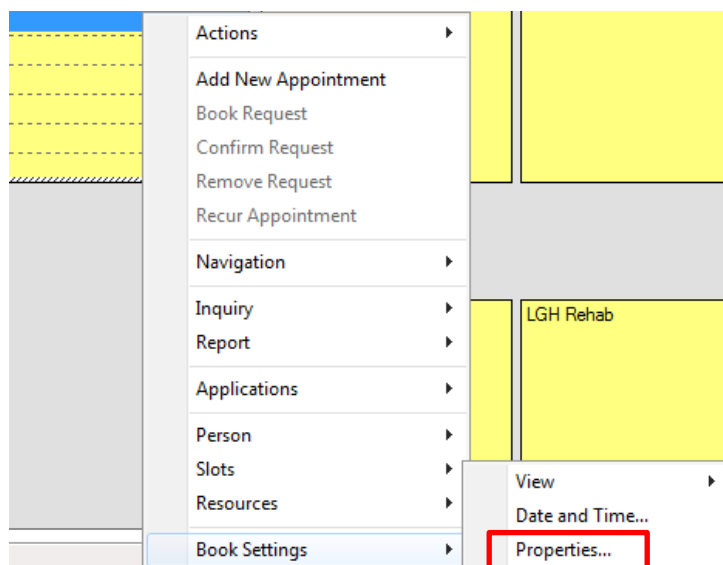 Actions
Add New Appointment
Book Request
Confirm Request
Remove Request
Recur Appointment
Navigation
Inquiry
Report
Applications
Person
Slots
Resources
Book Settings
LGH Rehab
View
Date and Time...
Properties...